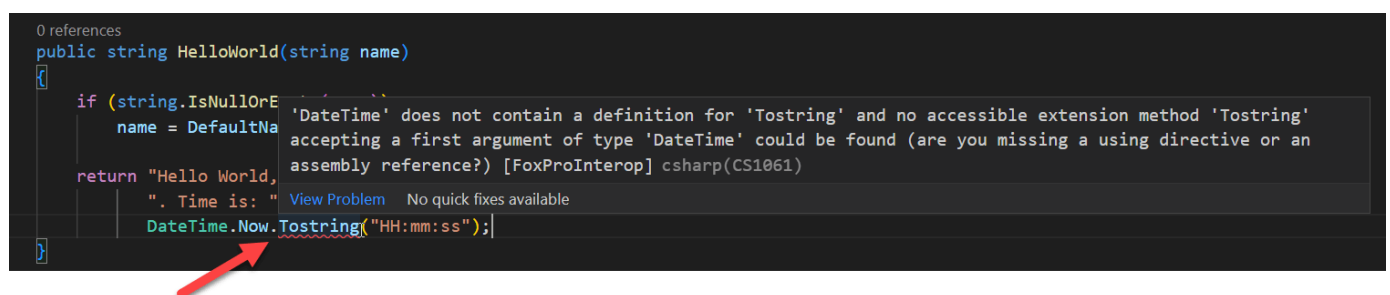 0 references
public string HelloWorld(string name)
{
if (string.IsNullOrE
'DateTime' does not contain a definition for 'Tostring' and no accessible extension method 'Tostring'
name = DefaultNa
accepting a first argument of type 'DateTime' could be found (are you missing a using directive or an
assembly reference?) [FoxProInterop] csharp(CS1061)
return "Hello World,
View Problem No quick fixes available
". Time is: "
DateTime.Now.Tostring("HH:mm:ss");
}